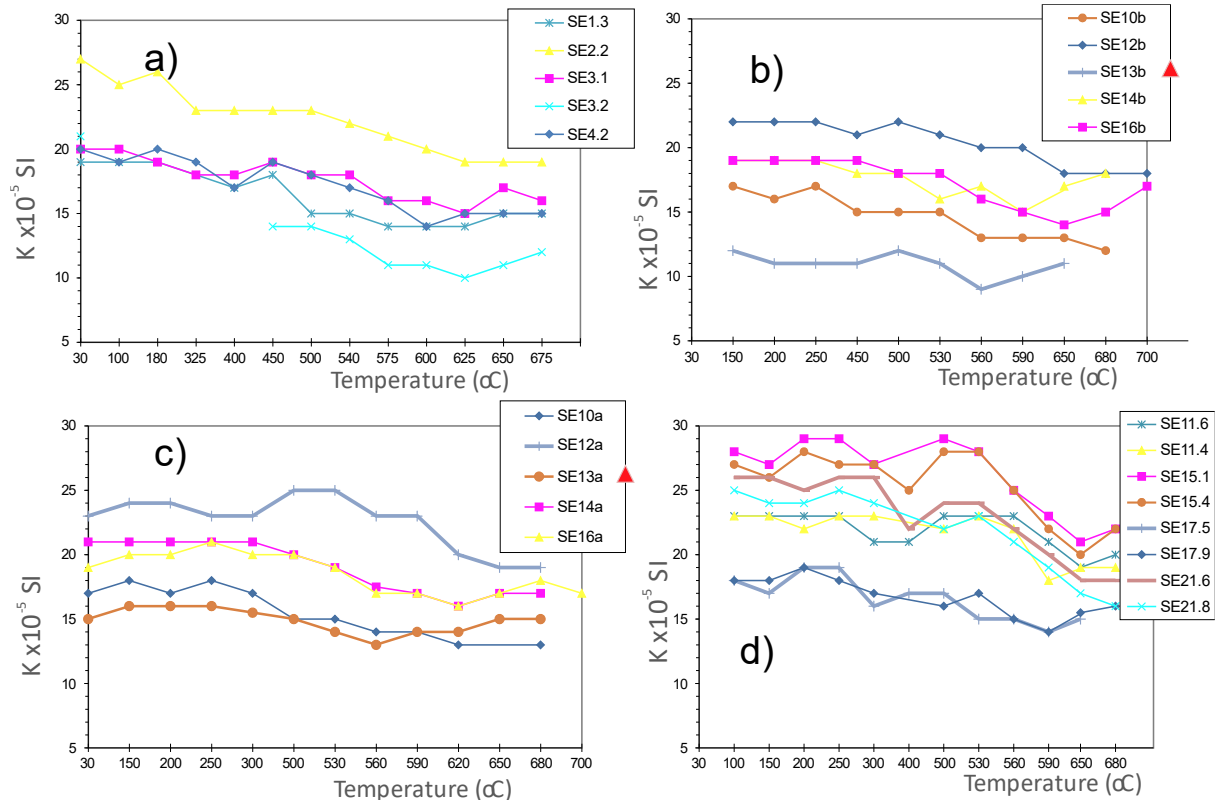 a)
K x10⁻⁵ SI
30
25
20
15
10
5
30 100 180 325 400 450 500 540 575 600 625 650 675
Temperature (αC)
SE1.3
SE2.2
SE3.1
SE3.2
SE4.2
b)
K x10⁻⁵ SI
30
25
20
15
10
5
30 150 200 250 450 500 530 560 590 650 680 700
Temperature (αC)
SE10b
SE12b
SE13b
SE14b
SE16b
c)
K x10⁻⁵ SI
30
25
20
15
10
5
30 150 200 250 300 500 530 560 590 620 650 680 700
Temperature (αC)
SE10a
SE12a
SE13a
SE14a
SE16a
d)
K x10⁻⁵ SI
30
25
20
15
10
5
100 150 200 250 300 400 500 530 560 590 650 680
Temperature (αC)
SE11.6
SE11.4
SE15.1
SE15.4
SE17.5
SE17.9
SE21.6
SE21.8